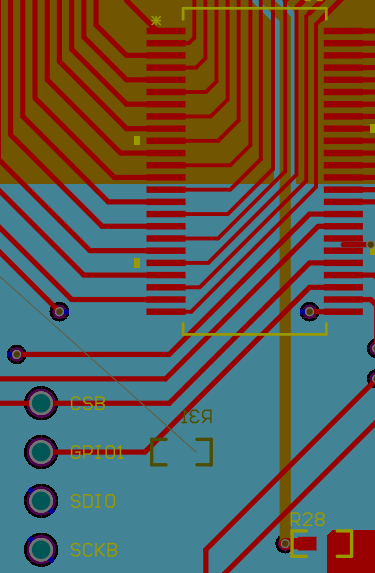 CSB
R31
GPIO1
SDIO
R28
SCKB